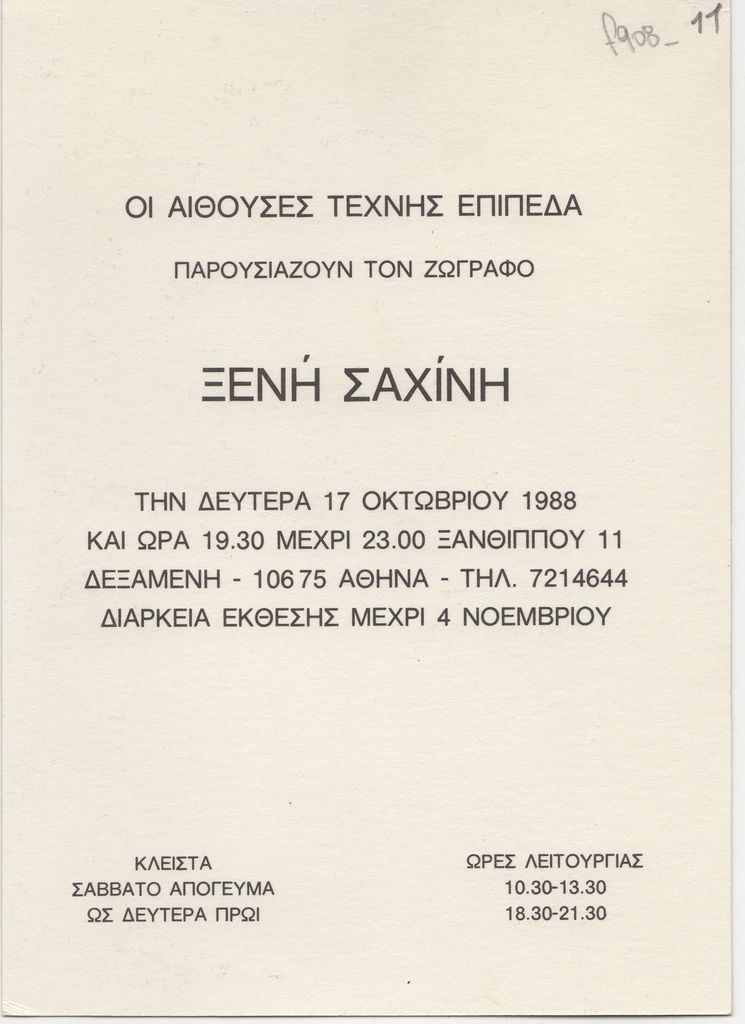 f908_ 11
ΟΙ ΑΙΘΟΥΣΕΣ ΤΕΧΝΗΣ ΕΠΙΠΕΔΑ
ΠΑΡΟΥΣΙΑΖΟΥΝ ΤΟΝ ΖΩΓΡΑΦΟ
ΞΕΝΉ ΣΑΧΊΝΗ
ΤΗΝ ΔΕΥΤΕΡΑ 17 ΟΚΤΩΒΡΙΟΥ 1988
ΚΑΙ ΩΡΑ 19.30 ΜΕΧΡΙ 23.00 ΞΑΝΘΙΠΠΟΥ 11
ΔΕΞΑΜΕΝΗ - 106 75 ΑΘΗΝΑ - ΤΗΛ. 7214644
ΔΙΑΡΚΕΙΑ ΕΚΘΕΣΗΣ ΜΕΧΡΙ 4 ΝΟΕΜΒΡΙΟΥ
ΚΛΕΙΣΤΑ
ΣΑΒΒΑΤΟ ΑΠΟΓΕΥΜΑ
ΩΣ ΔΕΥΤΕΡΑ ΠΡΩΙ
ΩΡΕΣ ΛΕΙΤΟΥΡΓΙΑΣ
10.30-13.30
18.30-21.30